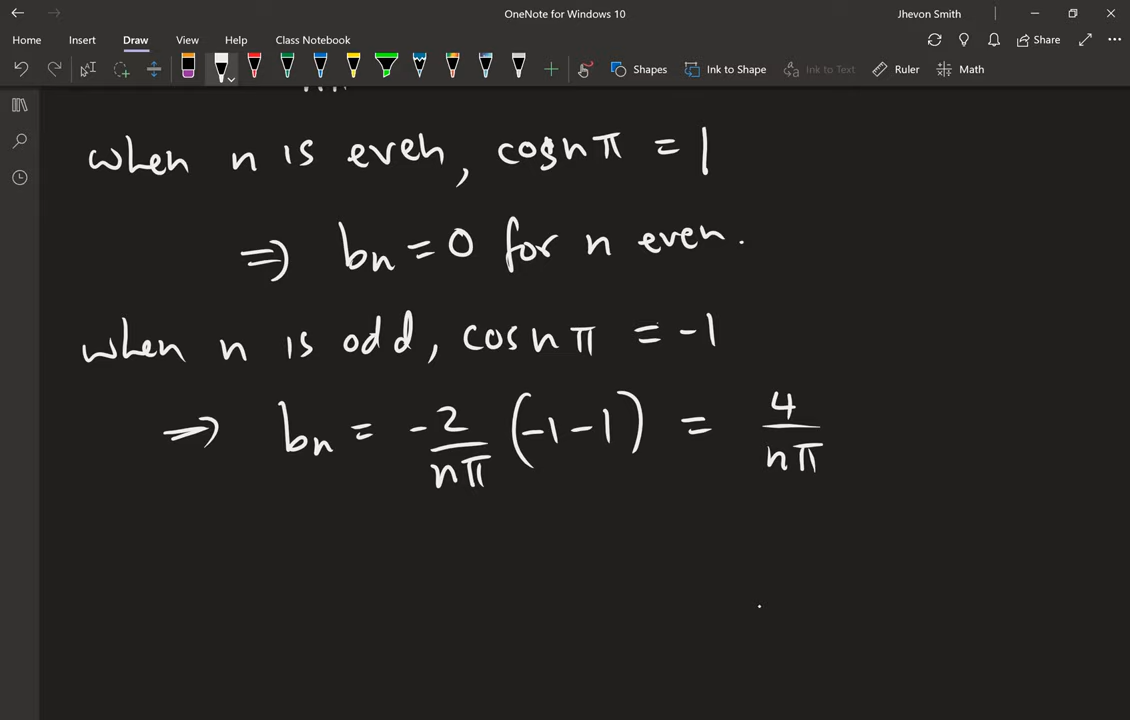 OneNote for Windows 10
Jhevon Smith
Home Insert Draw View Help Class Notebook
Share
Shapes Ink to Shape Ink to Text Ruler Math
when n is even, cos nπ = 1
⇒ bn = 0 for n even.
when n is odd, cos nπ = -1
⇒ bn = -2/nπ (-1-1) = 4/nπ